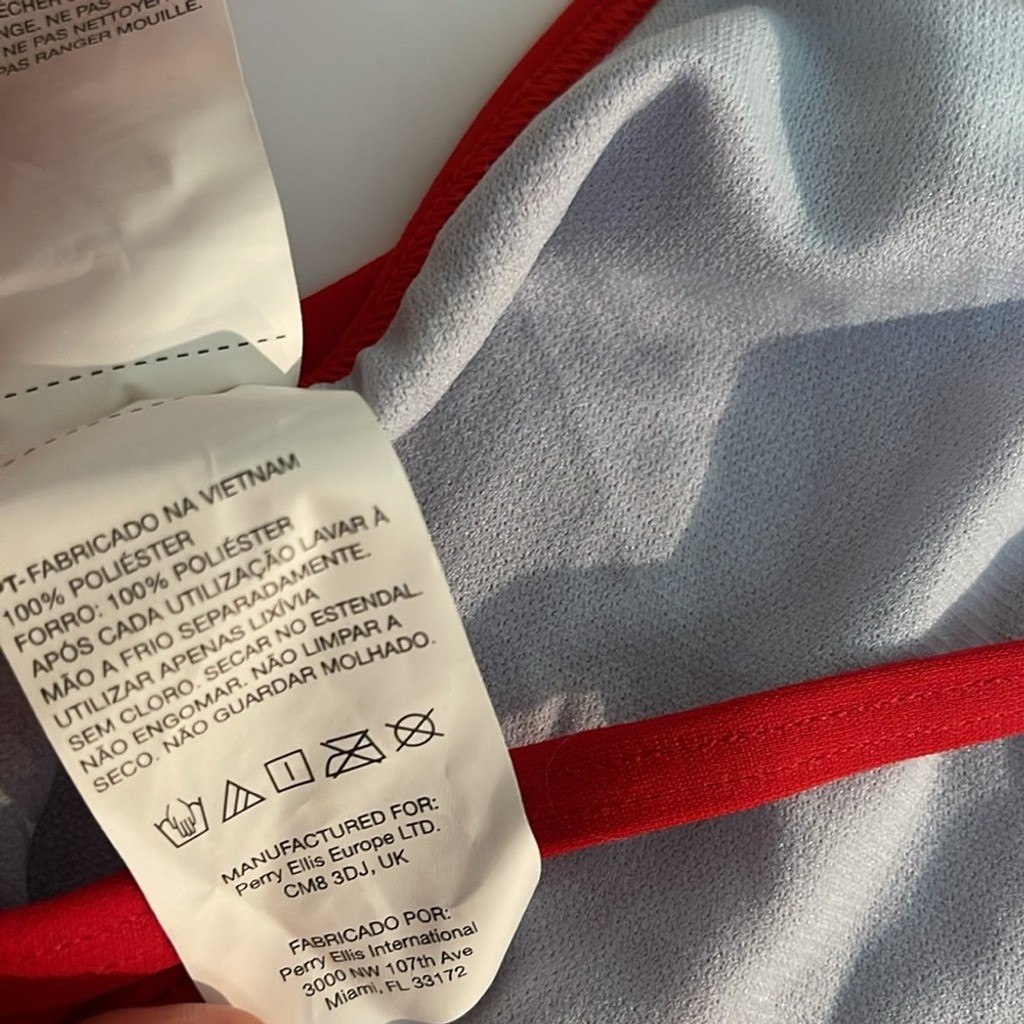 NGE. NE PAS
NE PAS NETTOYER
PAS RANGER MOUILLÉ.
PT-FABRICADO NA VIETNAM
100% POLIÉSTER
FORRO: 100% POLIÉSTER
APÓS CADA UTILIZAÇÃO LAVAR À
MÃO A FRIO SEPARADAMENTE.
UTILIZAR APENAS LIXÍVIA
SEM CLORO. SECAR NO ESTENDAL.
NÃO ENGOMAR. NÃO LIMPAR A
SECO. NÃO GUARDAR MOLHADO.
MANUFACTURED FOR:
Perry Ellis Europe LTD.
CM8 3DJ, UK
FABRICADO POR:
Perry Ellis International
3000 NW 107th Ave
Miami, FL 33172